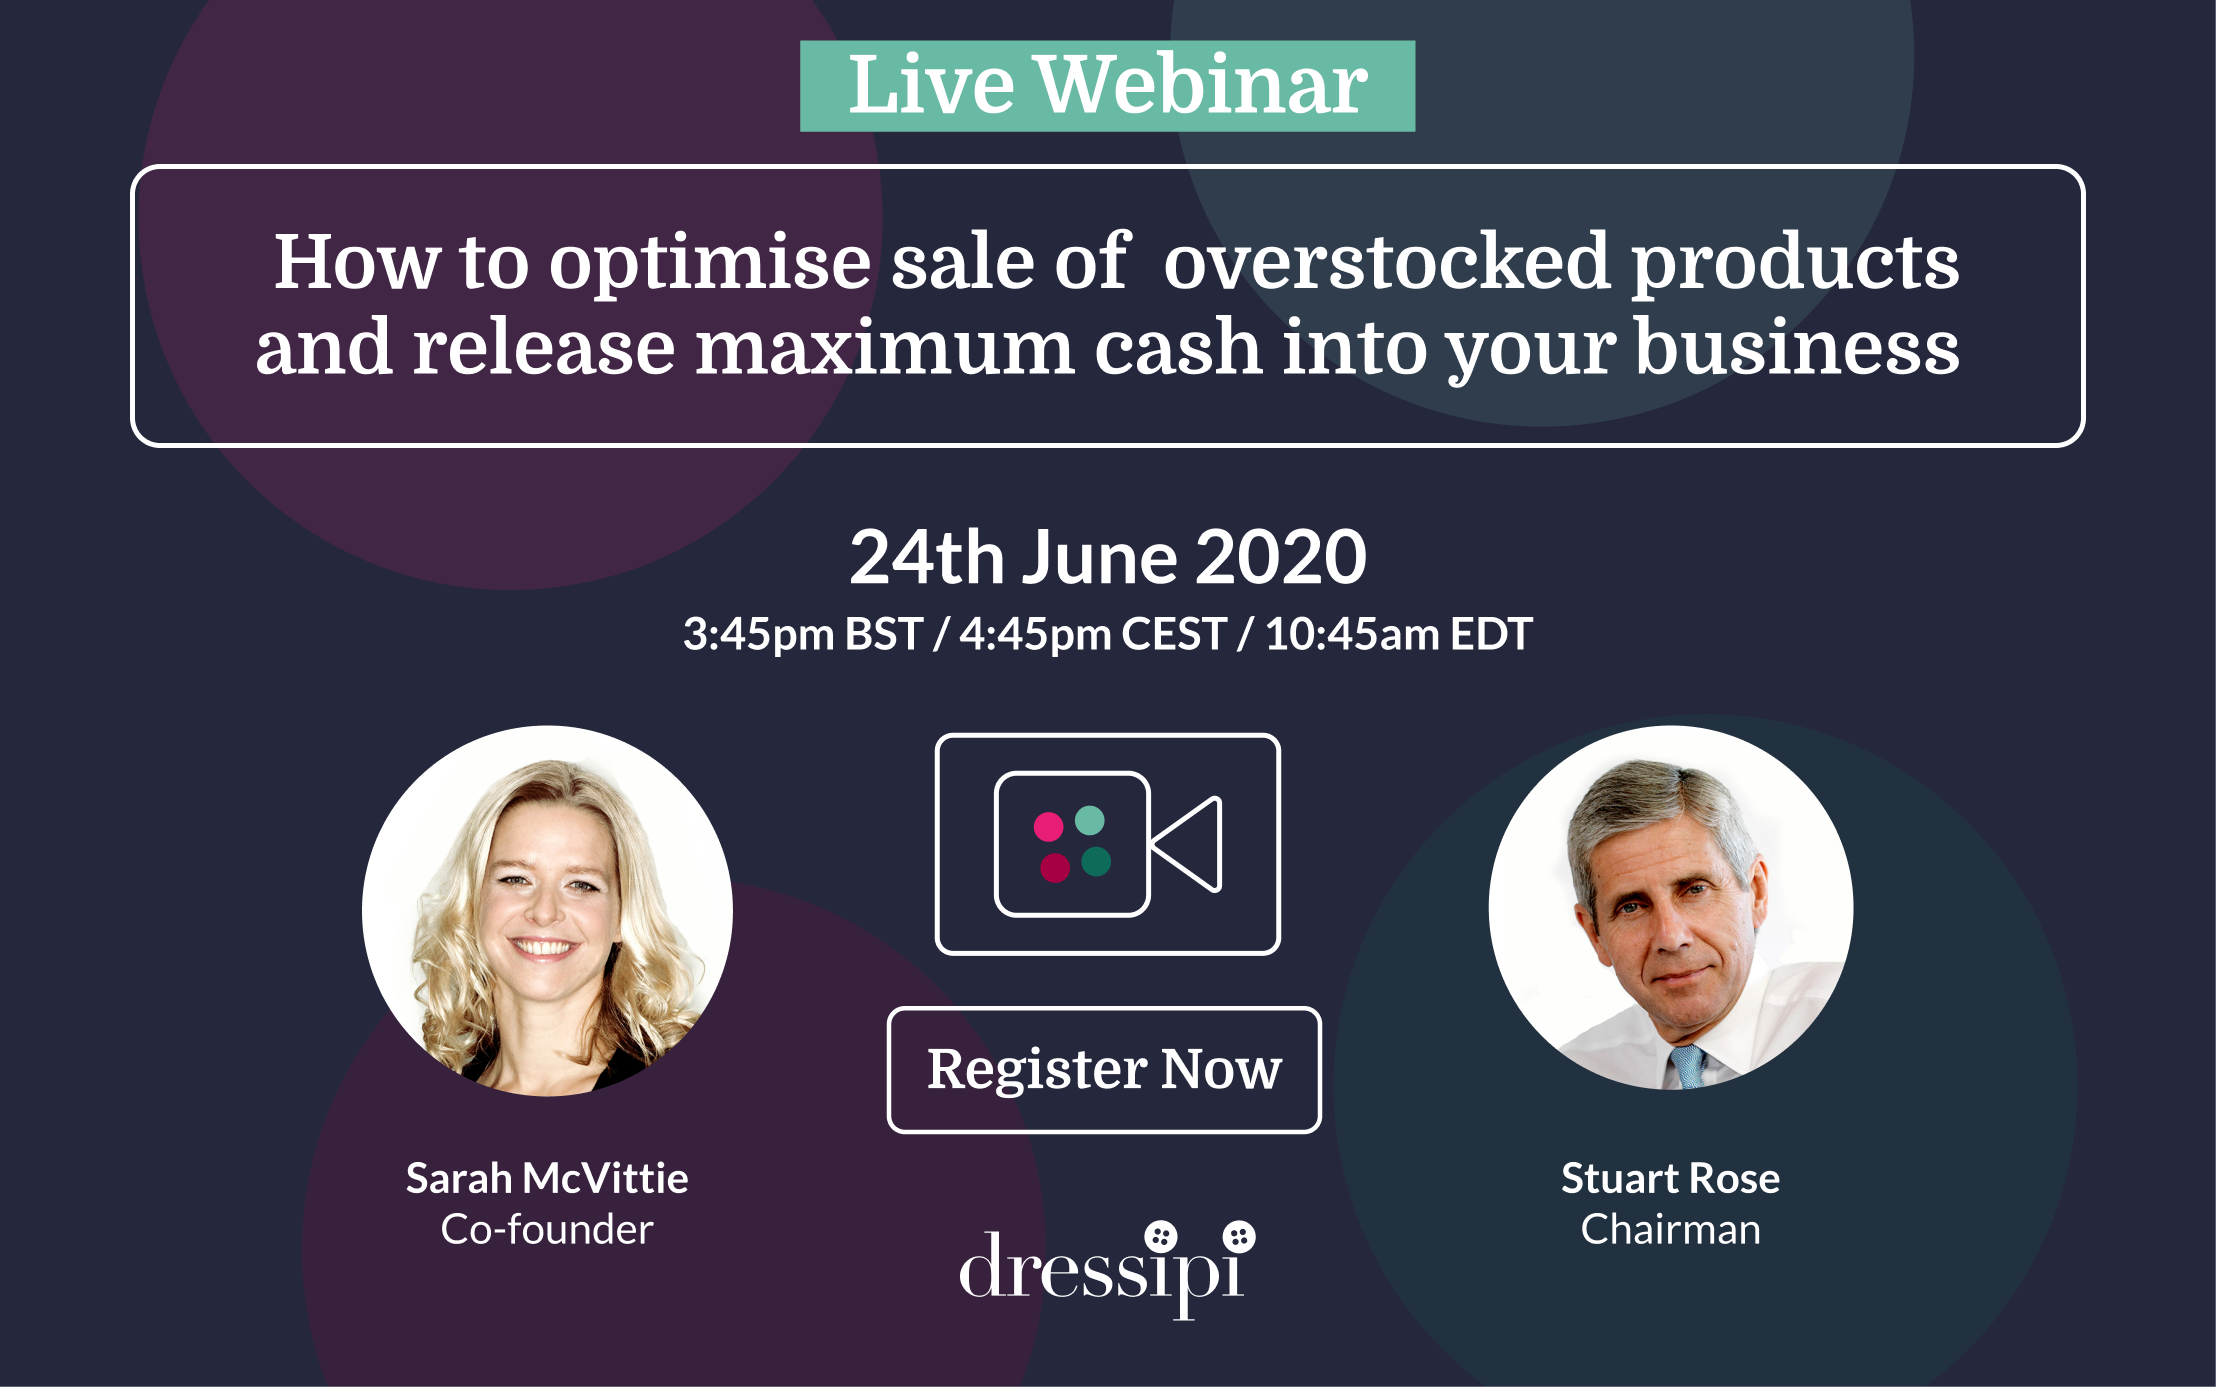 Live Webinar
How to optimise sale of overstocked products
and release maximum cash into your business
24th June 2020
3:45pm BST / 4:45pm CEST / 10:45am EDT
Register Now
Sarah McVittie
Co-founder
Stuart Rose
Chairman
dressipi